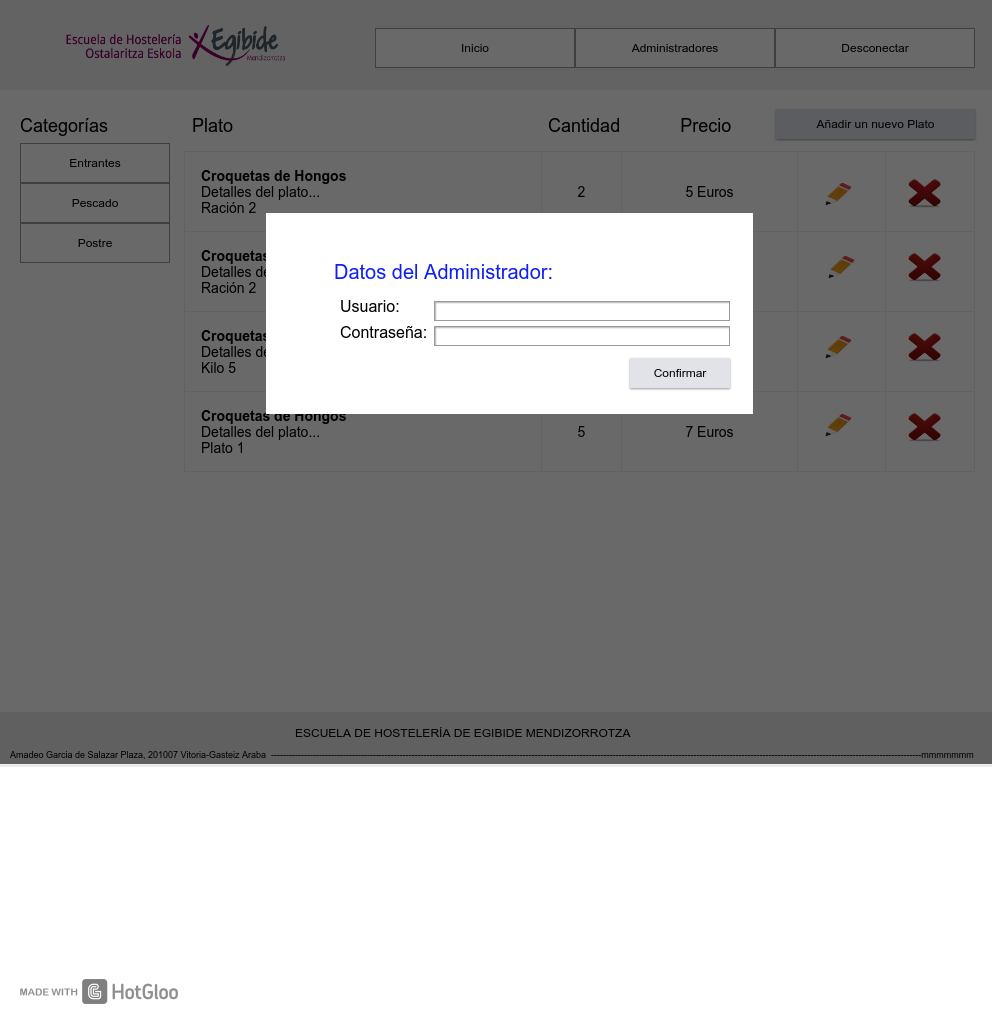 Escuela de Hostelería
Ostalaritza Eskola
Egibide
Mendizorrotza
Inicio
Administradores
Desconectar
Categorías
Entrantes
Pescado
Postre
Plato
Cantidad
Precio
Añadir un nuevo Plato
Croquetas de Hongos
Detalles del plato...
Ración 2
2
5 Euros
Croquetas
Detalles de
Ración 2
Croquetas
Detalles de
Kilo 5
Croquetas de Hongos
Detalles del plato...
Plato 1
5
7 Euros
Datos del Administrador:
Usuario:
Contraseña:
Confirmar
ESCUELA DE HOSTELERÍA DE EGIBIDE MENDIZORROTZA
Amadeo Garcia de Salazar Plaza, 201007 Vitoria-Gasteiz Araba
mmmmmmm
MADE WITH HotGloo